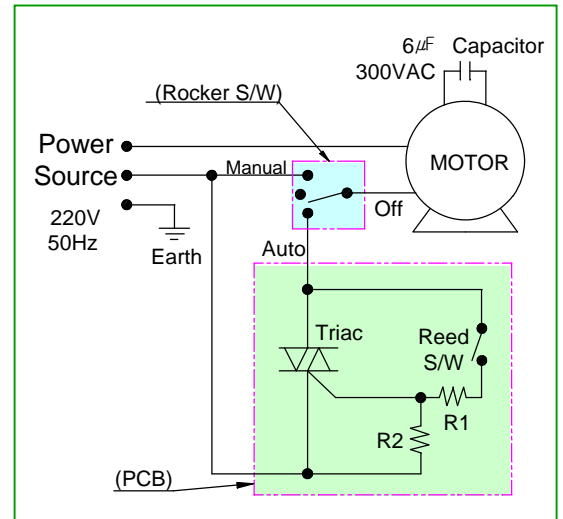 6μF Capacitor
300VAC
(Rocker S/W)
Power
Source
Manual
MOTOR
Off
220V
50Hz
Earth
Auto
Triac
Reed
S/W
R1
R2
(PCB)